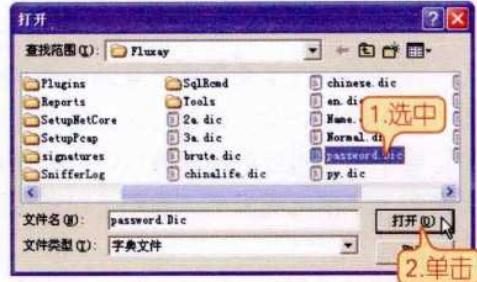 打开
查找范围(I): Fluxay
Plugins SqlRcmd chinese.dic
Reports Tools en.dic
SetupNetCore 2a.dic Name.
SetupPcap 3a.dic Normal.
signatures brute.dic password.Dic
SnifferLog chinalife.dic py.dic
1.选中
文件名(N): password.Dic 打开(O)
文件类型(T): 字典文件
2.单击